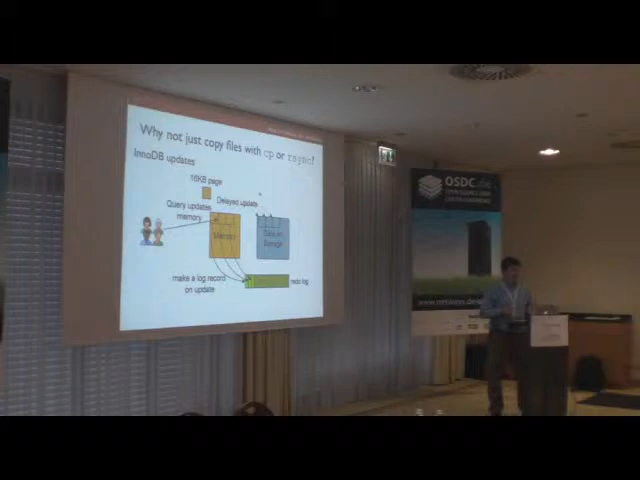 Why not just copy files with cp or rsync?
InnoDB updates
16KB page
Delayed update
Query updates
memory
Memory
Data on
Storage
make a log record
on update
redo log
OSDC.de